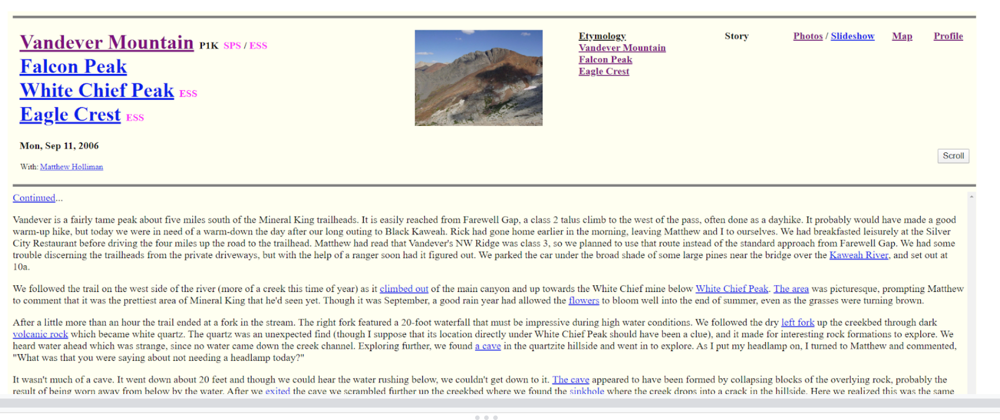 Vandever Mountain P1K SPS / ESS
Falcon Peak
White Chief Peak ESS
Eagle Crest ESS
Mon, Sep 11, 2006
With: Matthew Holliman
Etymology
Vandever Mountain
Falcon Peak
Eagle Crest
Story
Photos / Slideshow
Map
Profile
Scroll
Continued...
Vandever is a fairly tame peak about five miles south of the Mineral King trailheads. It is easily reached from Farewell Gap, a class 2 talus climb to the west of the pass, often done as a dayhike. It probably would have made a good
warm-up hike, but today we were in need of a warm-down the day after our long outing to Black Kaweah. Rick had gone home earlier in the morning, leaving Matthew and I to ourselves. We had breakfasted leisurely at the Silver
City Restaurant before driving the four miles up the road to the trailhead. Matthew had read that Vandever's NW Ridge was class 3, so we planned to use that route instead of the standard approach from Farewell Gap. We had some
trouble discerning the trailheads from the private driveways, but with the help of a ranger soon had it figured out. We parked the car under the broad shade of some large pines near the bridge over the Kaweah River, and set out at
10a.
We followed the trail on the west side of the river (more of a creek this time of year) as it climbed out of the main canyon and up towards the White Chief mine below White Chief Peak. The area was picturesque, prompting Matthew
to comment that it was the prettiest area of Mineral King that he'd seen yet. Though it was September, a good rain year had allowed the flowers to bloom well into the end of summer, even as the grasses were turning brown.
After a little more than an hour the trail ended at a fork in the stream. The right fork featured a 20-foot waterfall that must be impressive during high water conditions. We followed the dry left fork up the creekbed through dark
volcanic rock which became white quartz. The quartz was an unexpected find (though I suppose that its location directly under White Chief Peak should have been a clue), and it made for interesting rock formations to explore. We
heard water ahead which was strange, since no water came down the creek channel. Exploring further, we found a cave in the quartzite hillside and went in to explore. As I put my headlamp on, I turned to Matthew and commented,
"What was that you were saying about not needing a headlamp today?"
It wasn't much of a cave. It went down about 20 feet and though we could hear the water rushing below, we couldn't get down to it. The cave appeared to have been formed by collapsing blocks of the overlying rock, probably the
result of being worn away from below by the water. After we exited the cave we scrambled further up the creekbed where we found the sinkhole where the creek drops into a crack in the hillside. Here we realized this was the same